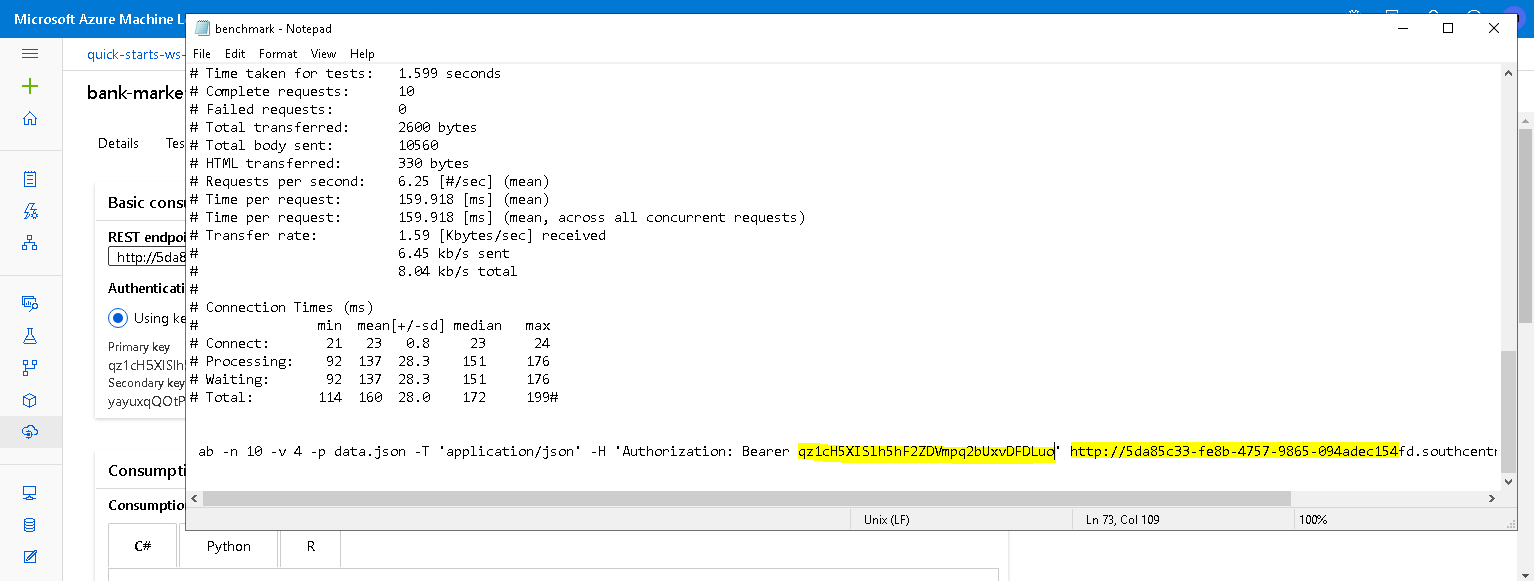 Microsoft Azure Machine L
quick-starts-ws-
bank-marke
Details Tes
Basic consu
REST endpoi
http://5da8
Authenticati
Using ke
Primary key
qz1cH5XISlh
Secondary key
yayuxqQOtP
Consumpti
Consumptio
C# Python R
benchmark - Notepad
File Edit Format View Help
# Time taken for tests: 1.599 seconds
# Complete requests: 10
# Failed requests: 0
# Total transferred: 2600 bytes
# Total body sent: 10560
# HTML transferred: 330 bytes
# Requests per second: 6.25 [#/sec] (mean)
# Time per request: 159.918 [ms] (mean)
# Time per request: 159.918 [ms] (mean, across all concurrent requests)
# Transfer rate: 1.59 [Kbytes/sec] received
# 6.45 kb/s sent
# 8.04 kb/s total
#
# Connection Times (ms)
# min mean[+/-sd] median max
# Connect: 21 23 0.8 23 24
# Processing: 92 137 28.3 151 176
# Waiting: 92 137 28.3 151 176
# Total: 114 160 28.0 172 199#
ab -n 10 -v 4 -p data.json -T 'application/json' -H 'Authorization: Bearer qz1cH5XISlh5hF2ZDVmpq2bUxvDFDLuo' http://5da85c33-fe8b-4757-9865-094adec154fd.southcentr
Unix (LF) Ln 73, Col 109 100%